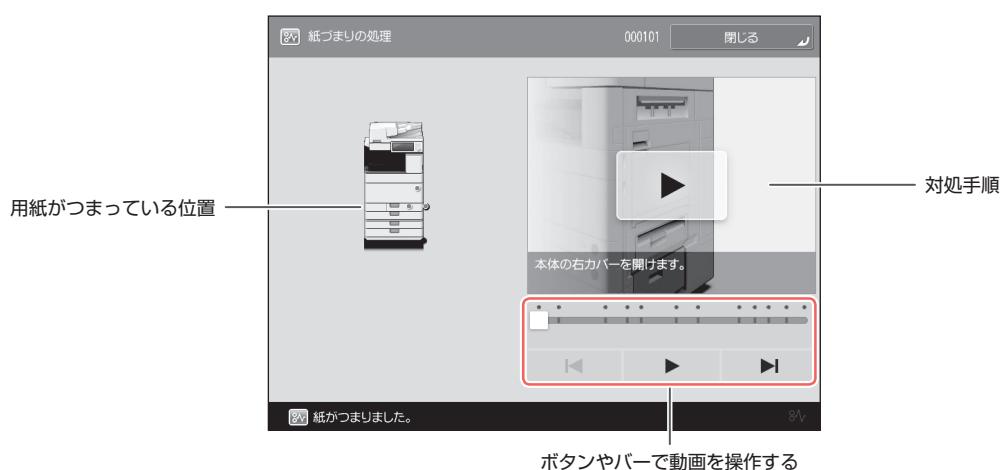 紙づまりの処理
000101
閉じる
用紙がつまっている位置
対処手順
本体の右カバーを開けます。
紙がつまりました。
ボタンやバーで動画を操作する